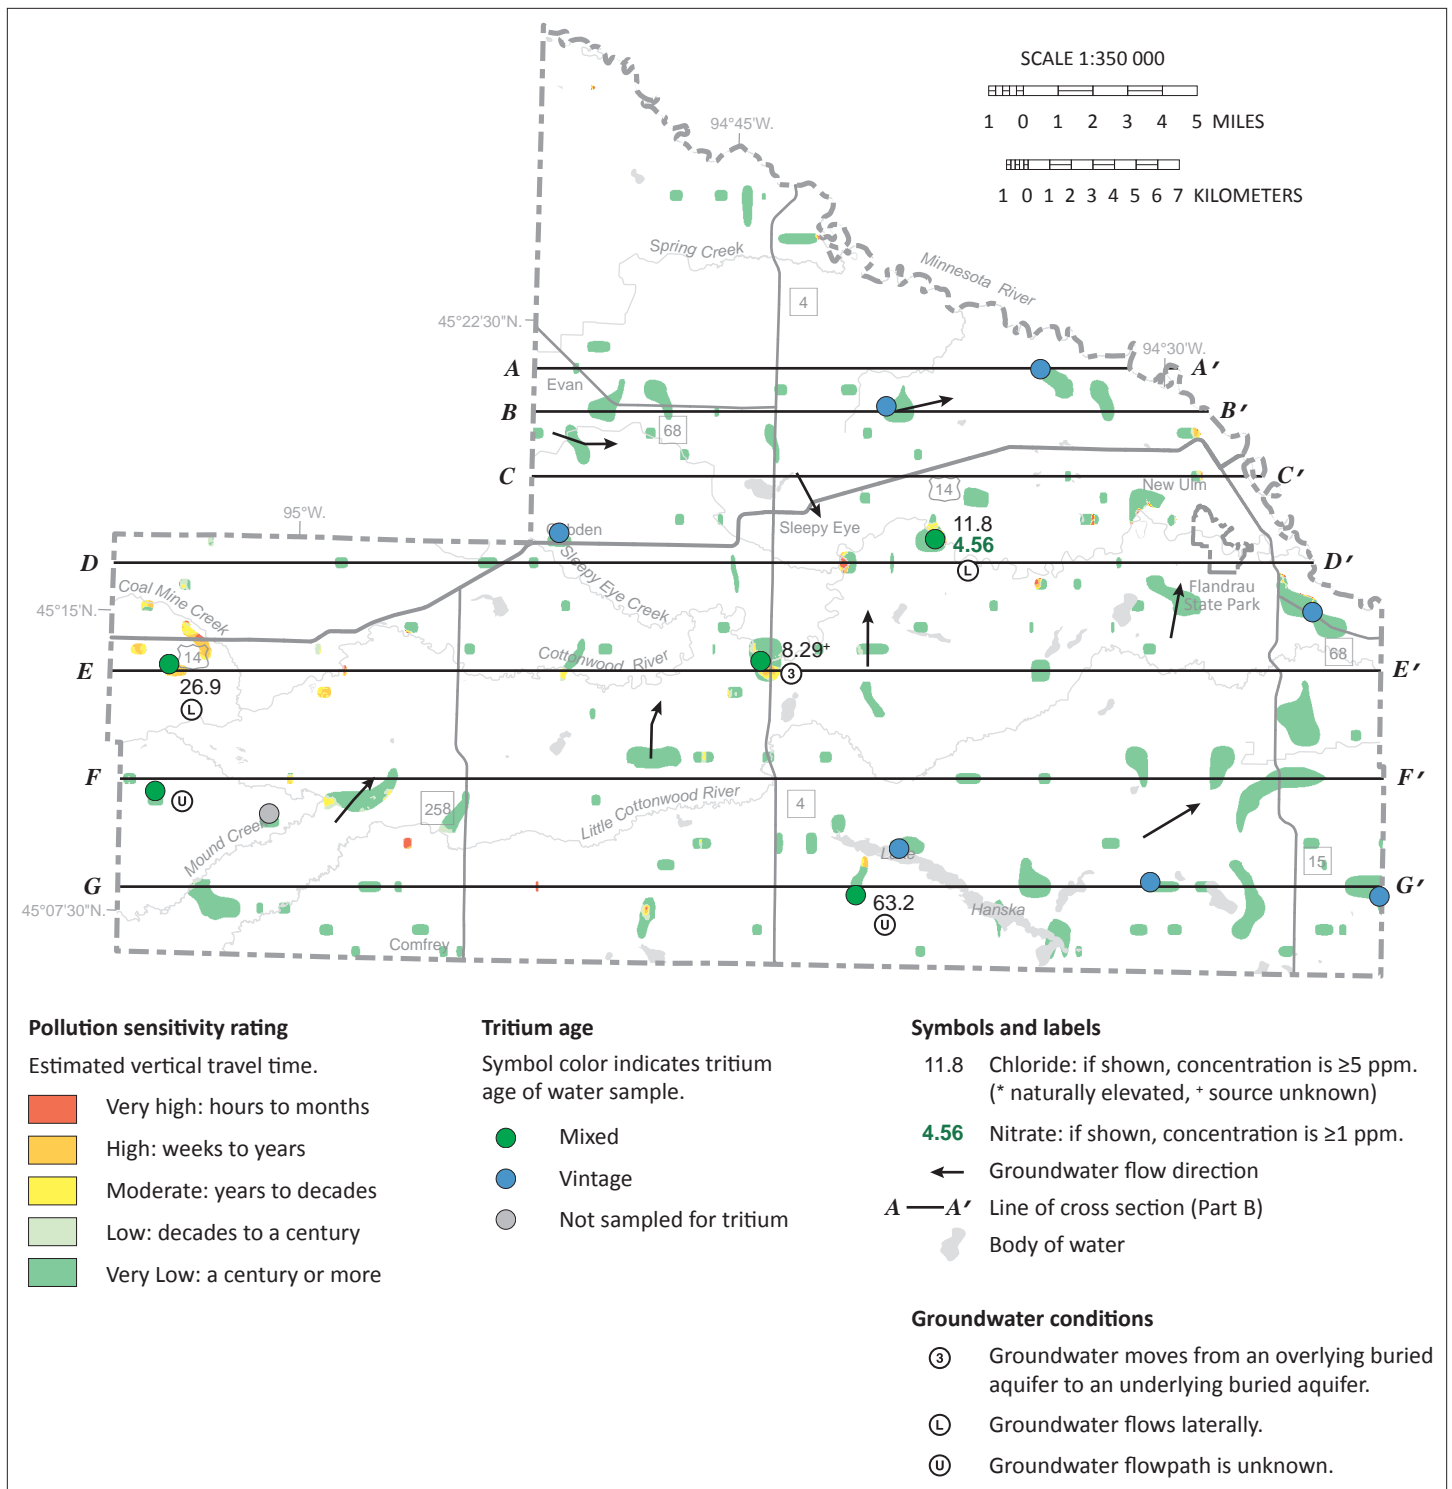 SCALE 1:350 000
1 0 1 2 3 4 5 MILES
1 0 1 2 3 4 5 6 7 KILOMETERS
94°45'W.
Spring Creek
Minnesota River
4
45°22'30"N.
94°30'W.
A A'
Evan
B B'
68
C C'
14
New Ulm
95°W.
Cobden
Sleepy Eye
11.8
4.56
L
D D'
Sleepy Eye Creek
Coal Mine Creek
Flandrau
State Park
45°15'N.
14
Cottonwood River
8.29+
3
68
E E'
26.9
L
F F'
U
258
Little Cottonwood River
4
Mound Creek
Lake
15
G G'
63.2
U
45°07'30"N.
Hanska
Comfrey
Pollution sensitivity rating
Estimated vertical travel time.
Very high: hours to months
High: weeks to years
Moderate: years to decades
Low: decades to a century
Very Low: a century or more
Tritium age
Symbol color indicates tritium
age of water sample.
Mixed
Vintage
Not sampled for tritium
Symbols and labels
11.8 Chloride: if shown, concentration is ≥5 ppm.
(* naturally elevated, + source unknown)
4.56 Nitrate: if shown, concentration is ≥1 ppm.
Groundwater flow direction
A A' Line of cross section (Part B)
Body of water
Groundwater conditions
3 Groundwater moves from an overlying buried
aquifer to an underlying buried aquifer.
L Groundwater flows laterally.
U Groundwater flowpath is unknown.